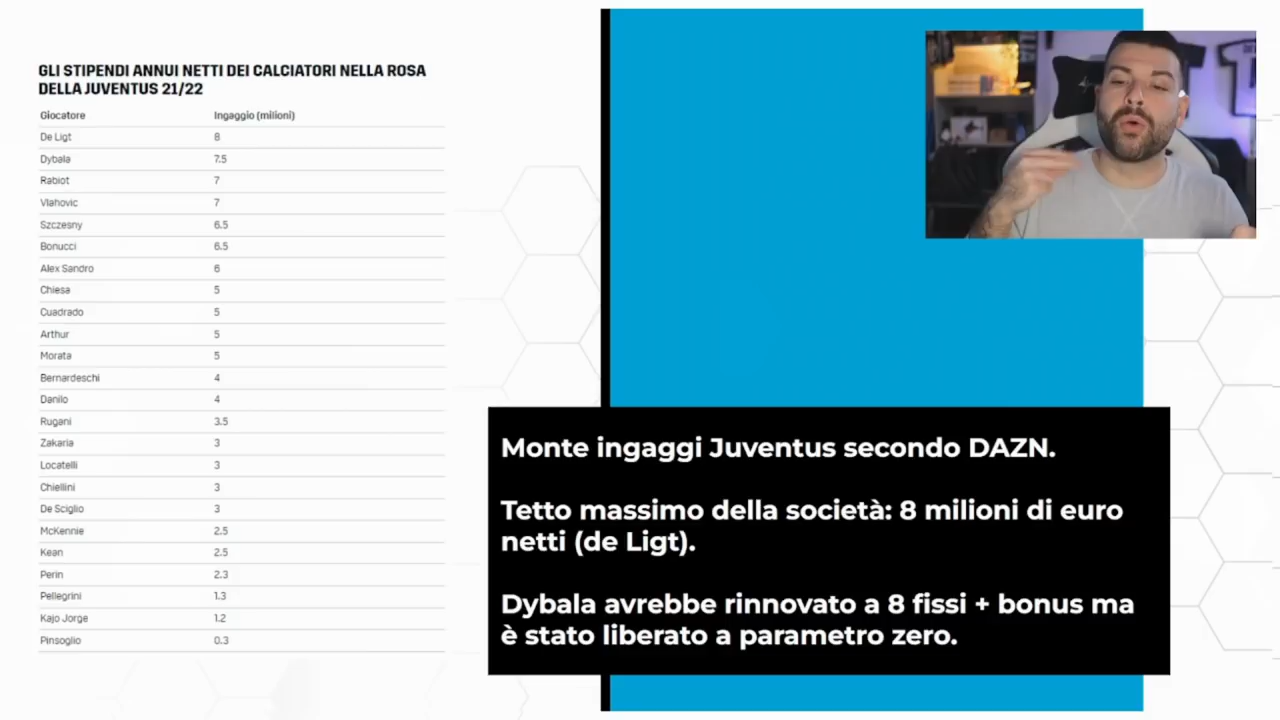 GLI STIPENDI ANNUI NETTI DEI CALCIATORI NELLA ROSA
DELLA JUVENTUS 21/22
Giocatore Ingaggio (milioni)
De Ligt 8
Dybala 7.5
Rabiot 7
Vlahovic 7
Szczesny 6.5
Bonucci 6.5
Alex Sandro 6
Chiesa 5
Cuadrado 5
Arthur 5
Morata 5
Bernardeschi 4
Danilo 4
Rugani 3.5
Zakaria 3
Locatelli 3
Chiellini 3
De Sciglio 3
McKennie 2.5
Kean 2.5
Perin 2.3
Pellegrini 1.3
Kajo Jorge 1.2
Pinsoglio 0.3
Monte ingaggi Juventus secondo DAZN.
Tetto massimo della società: 8 milioni di euro
netti (de Ligt).
Dybala avrebbe rinnovato a 8 fissi + bonus ma
è stato liberato a parametro zero.